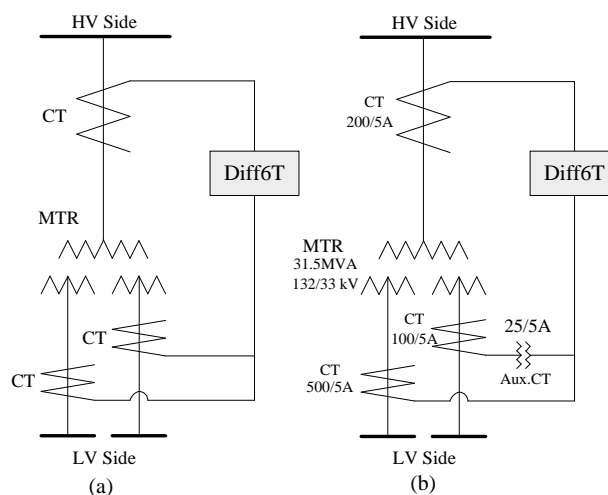 HV Side
CT
Diff6T
MTR
CT
CT
LV Side
(a)
HV Side
CT
200/5A
Diff6T
MTR
31.5MVA
132/33 kV
CT
100/5A
25/5A
Aux.CT
CT
500/5A
LV Side
(b)